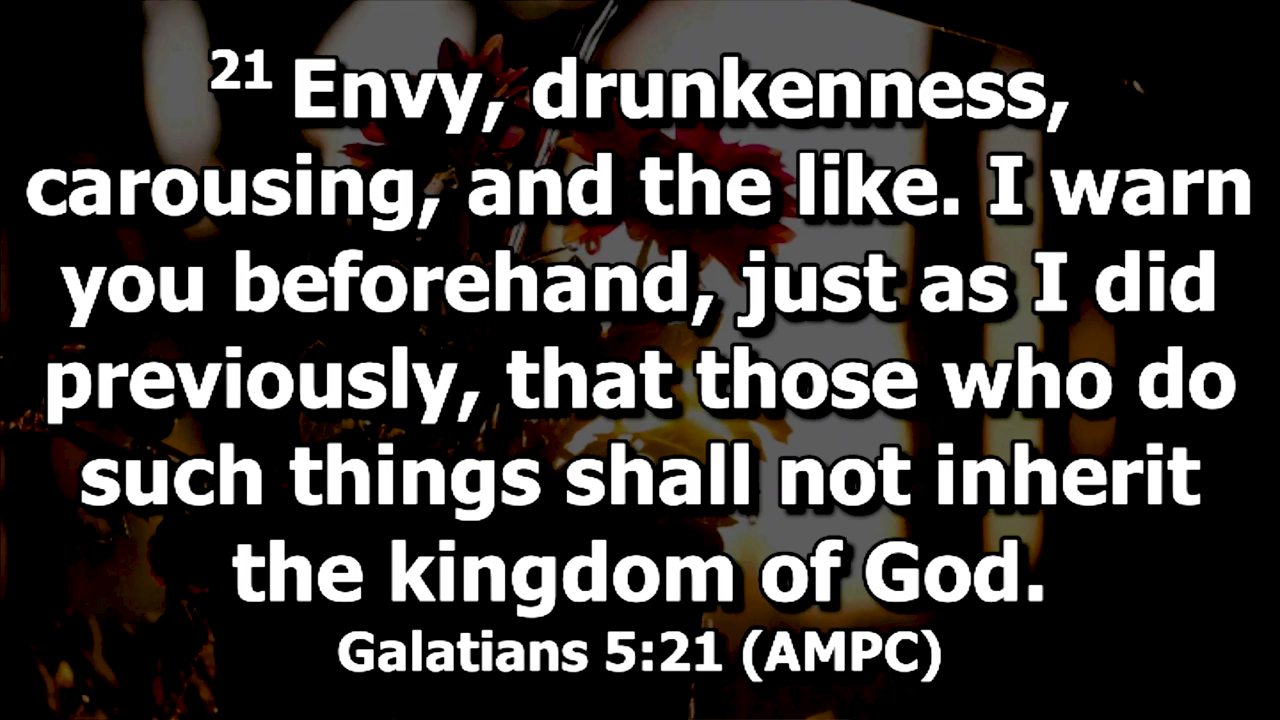 21 Envy, drunkenness,
carousing, and the like. I warn
you beforehand, just as I did
previously, that those who do
such things shall not inherit
the kingdom of God.
Galatians 5:21 (AMPC)